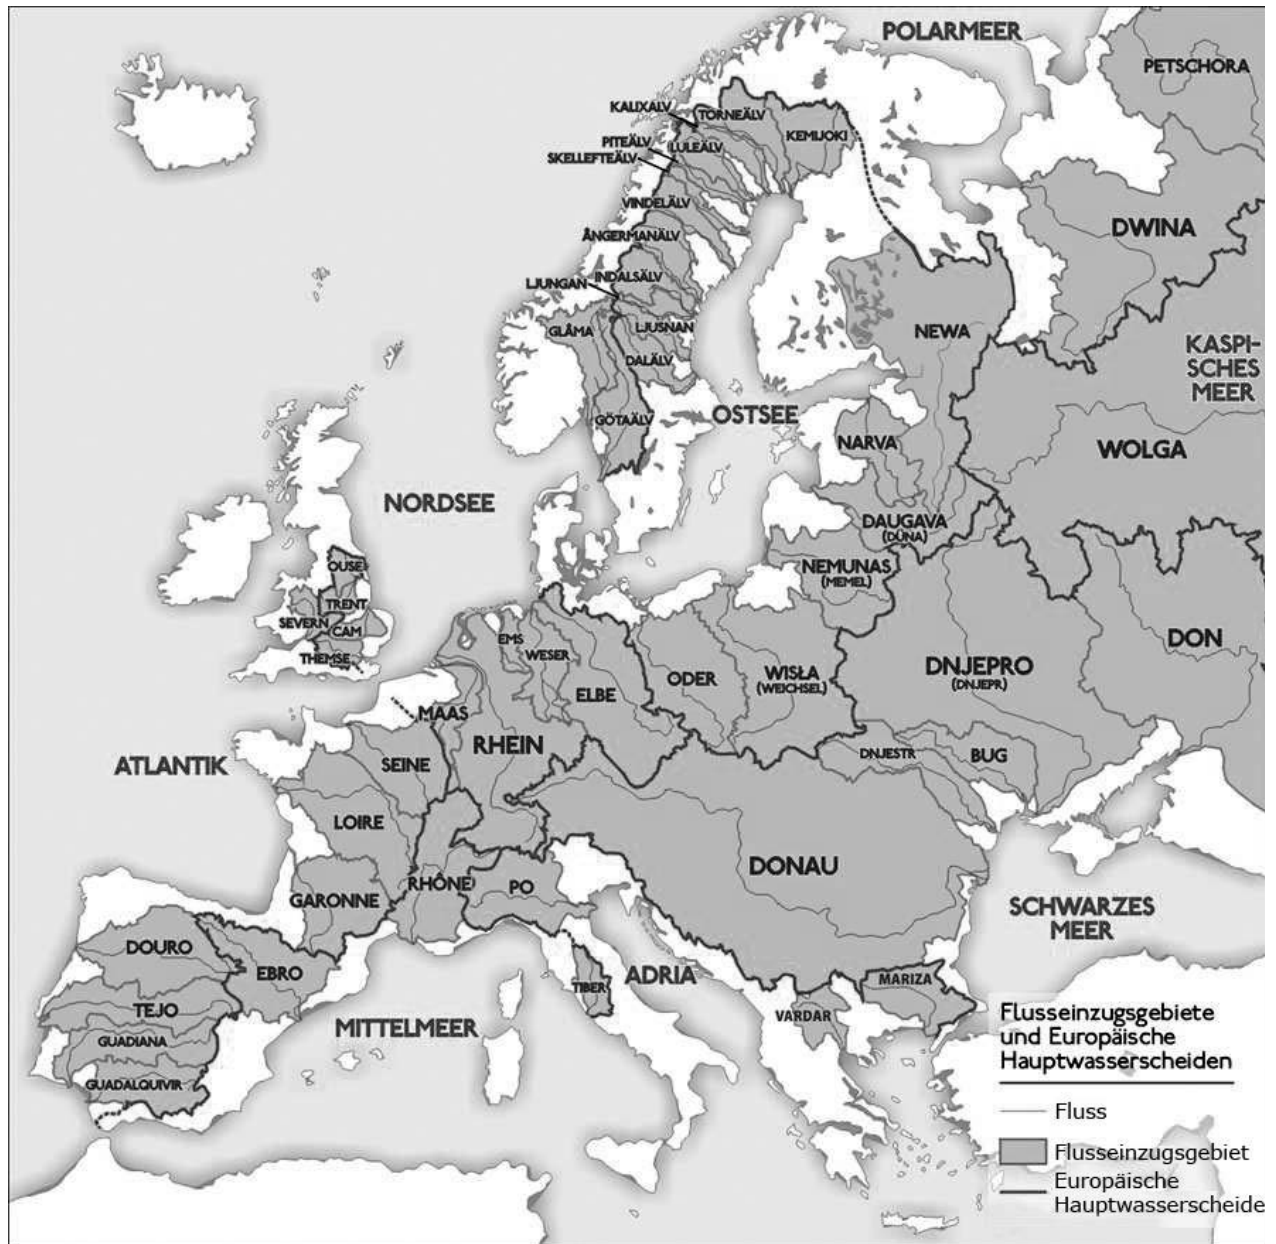 POLARMEER
PETSCHORA
KALIXÄLV
TORNEÄLV
PITEÄLV
LULEÄLV
KEMIJOKI
SKELLEFTEÄLV
VINDELÄLV
DWINA
ÅNGERMANÄLV
INDALSÄLV
LJUNGAN
GLÅMA
LJUSNAN
NEWA
DALÄLV
KASPI-
SCHES
MEER
GÖTAÄLV
OSTSEE
NARVA
WOLGA
NORDSEE
DAUGAVA
(DÜNA)
OUSE
NEMUNAS
(MEMEL)
TRENT
SEVERN
CAM
EMS
WESER
DON
THEMSE
ODER
WISŁA
(WEICHSEL)
DNJEPRO
(DNJEPR)
ELBE
MAAS
RHEIN
ATLANTIK
SEINE
DNJESTR
BUG
LOIRE
DONAU
RHÔNE
PO
GARONNE
SCHWARZES
MEER
DOURO
EBRO
ADRIA
MARIZA
TIBER
TEJO
MITTELMEER
VARDAR
GUADIANA
GUADALQUIVIR
Flusseinzugsgebiete
und Europäische
Hauptwasserscheiden
Fluss
Flusseinzugsgebiet
Europäische
Hauptwasserscheide